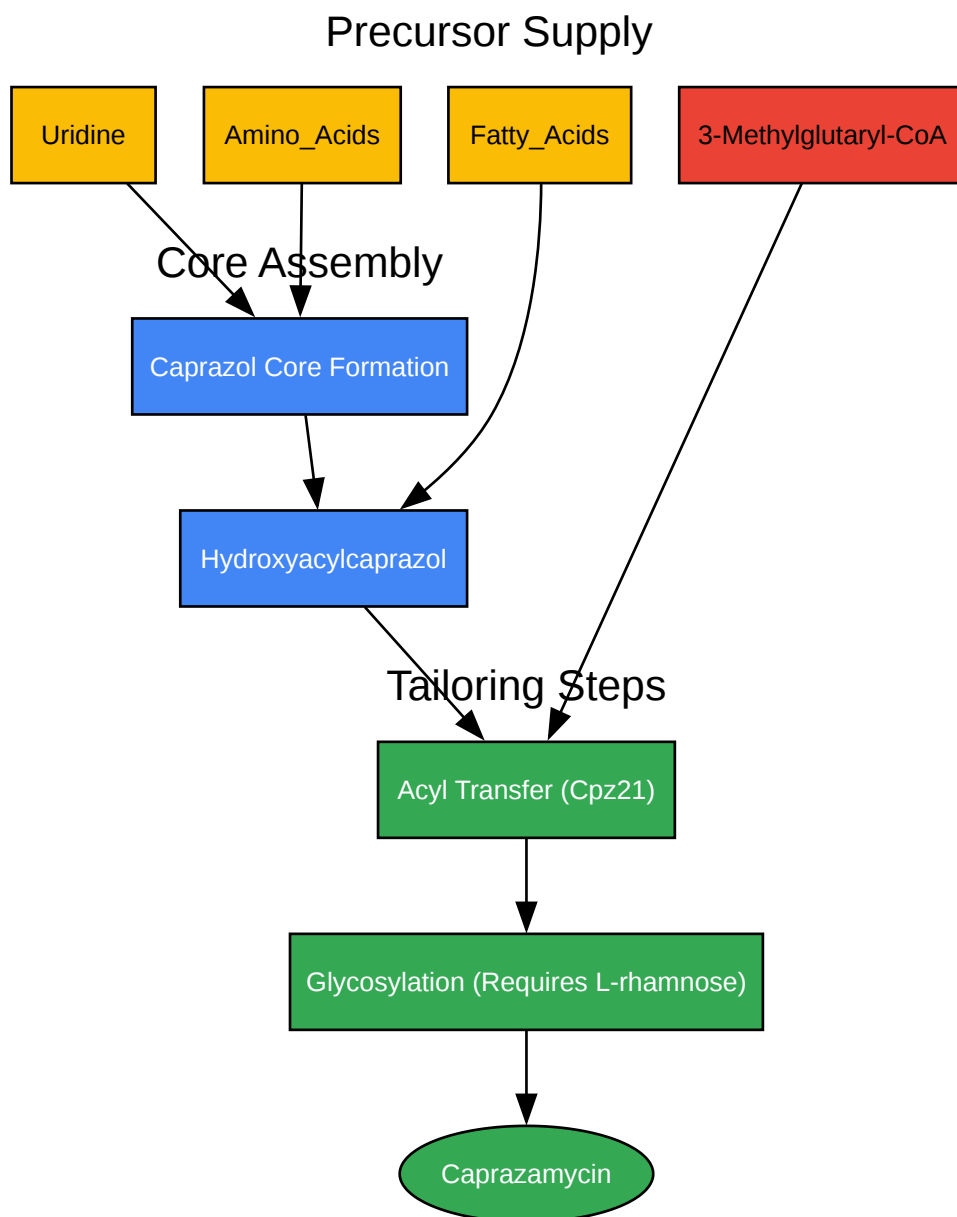 Precursor Supply
Uridine
Amino_Acids
Fatty_Acids
3-Methylglutaryl-CoA
Core Assembly
Caprazol Core Formation
Hydroxyacylcaprazol
Tailoring Steps
Acyl Transfer (Cpz21)
Glycosylation (Requires L-rhamnose)
Caprazamycin